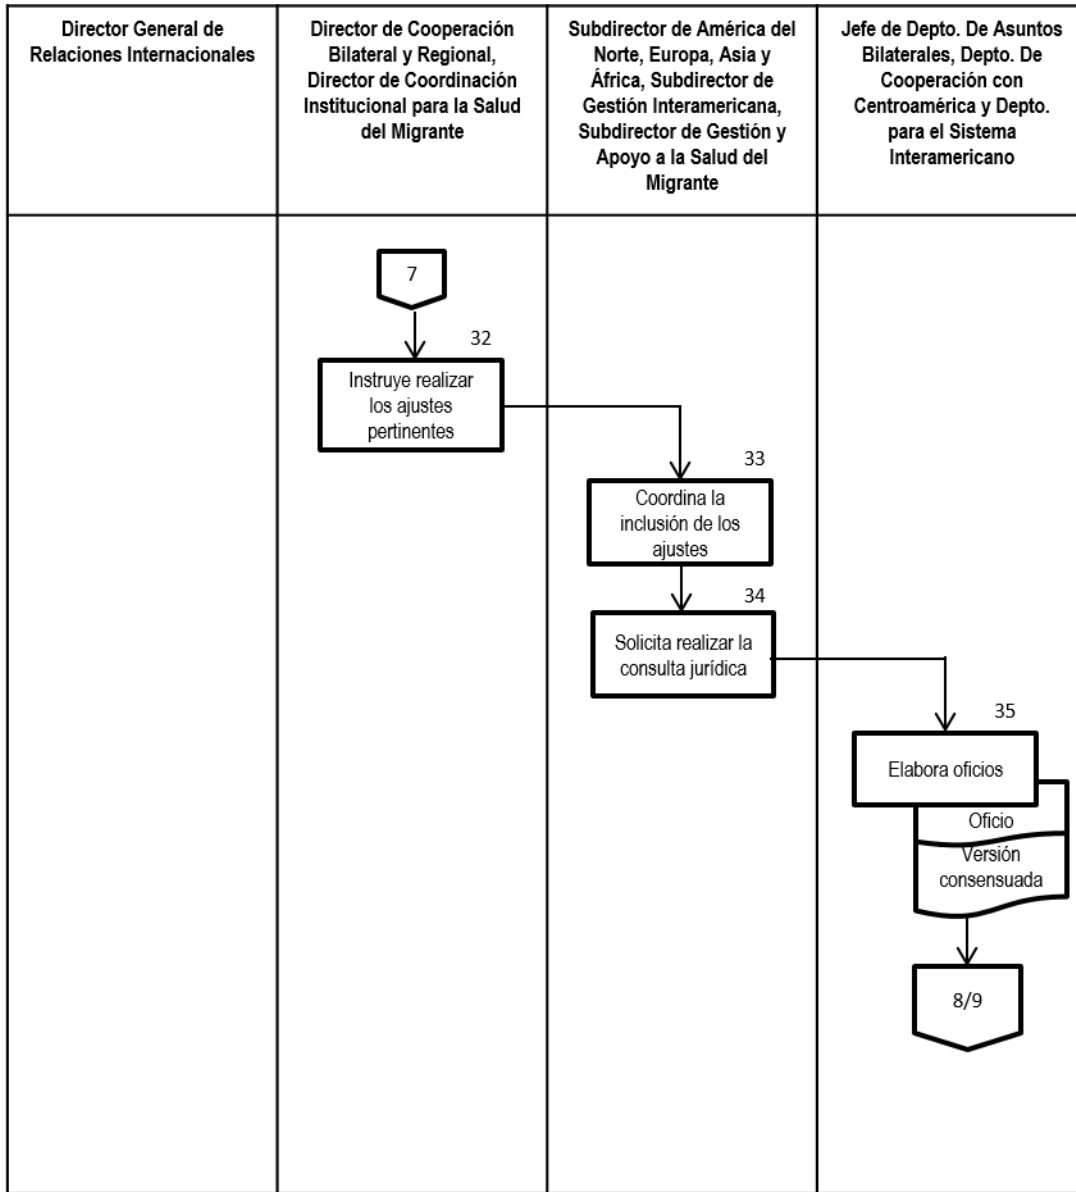 Director General de
Relaciones Internacionales
Director de Cooperación
Bilateral y Regional,
Director de Coordinación
Institucional para la Salud
del Migrante
Subdirector de América del
Norte, Europa, Asia y
África, Subdirector de
Gestión Interamericana,
Subdirector de Gestión y
Apoyo a la Salud del
Migrante
Jefe de Depto. De Asuntos
Bilaterales, Depto. De
Cooperación con
Centroamérica y Depto.
para el Sistema
Interamericano
7
32
Instruye realizar
los ajustes
pertinentes
33
Coordina la
inclusión de los
ajustes
34
Solicita realizar la
consulta jurídica
35
Elabora oficios
Oficio
Versión
consensuada
8/9